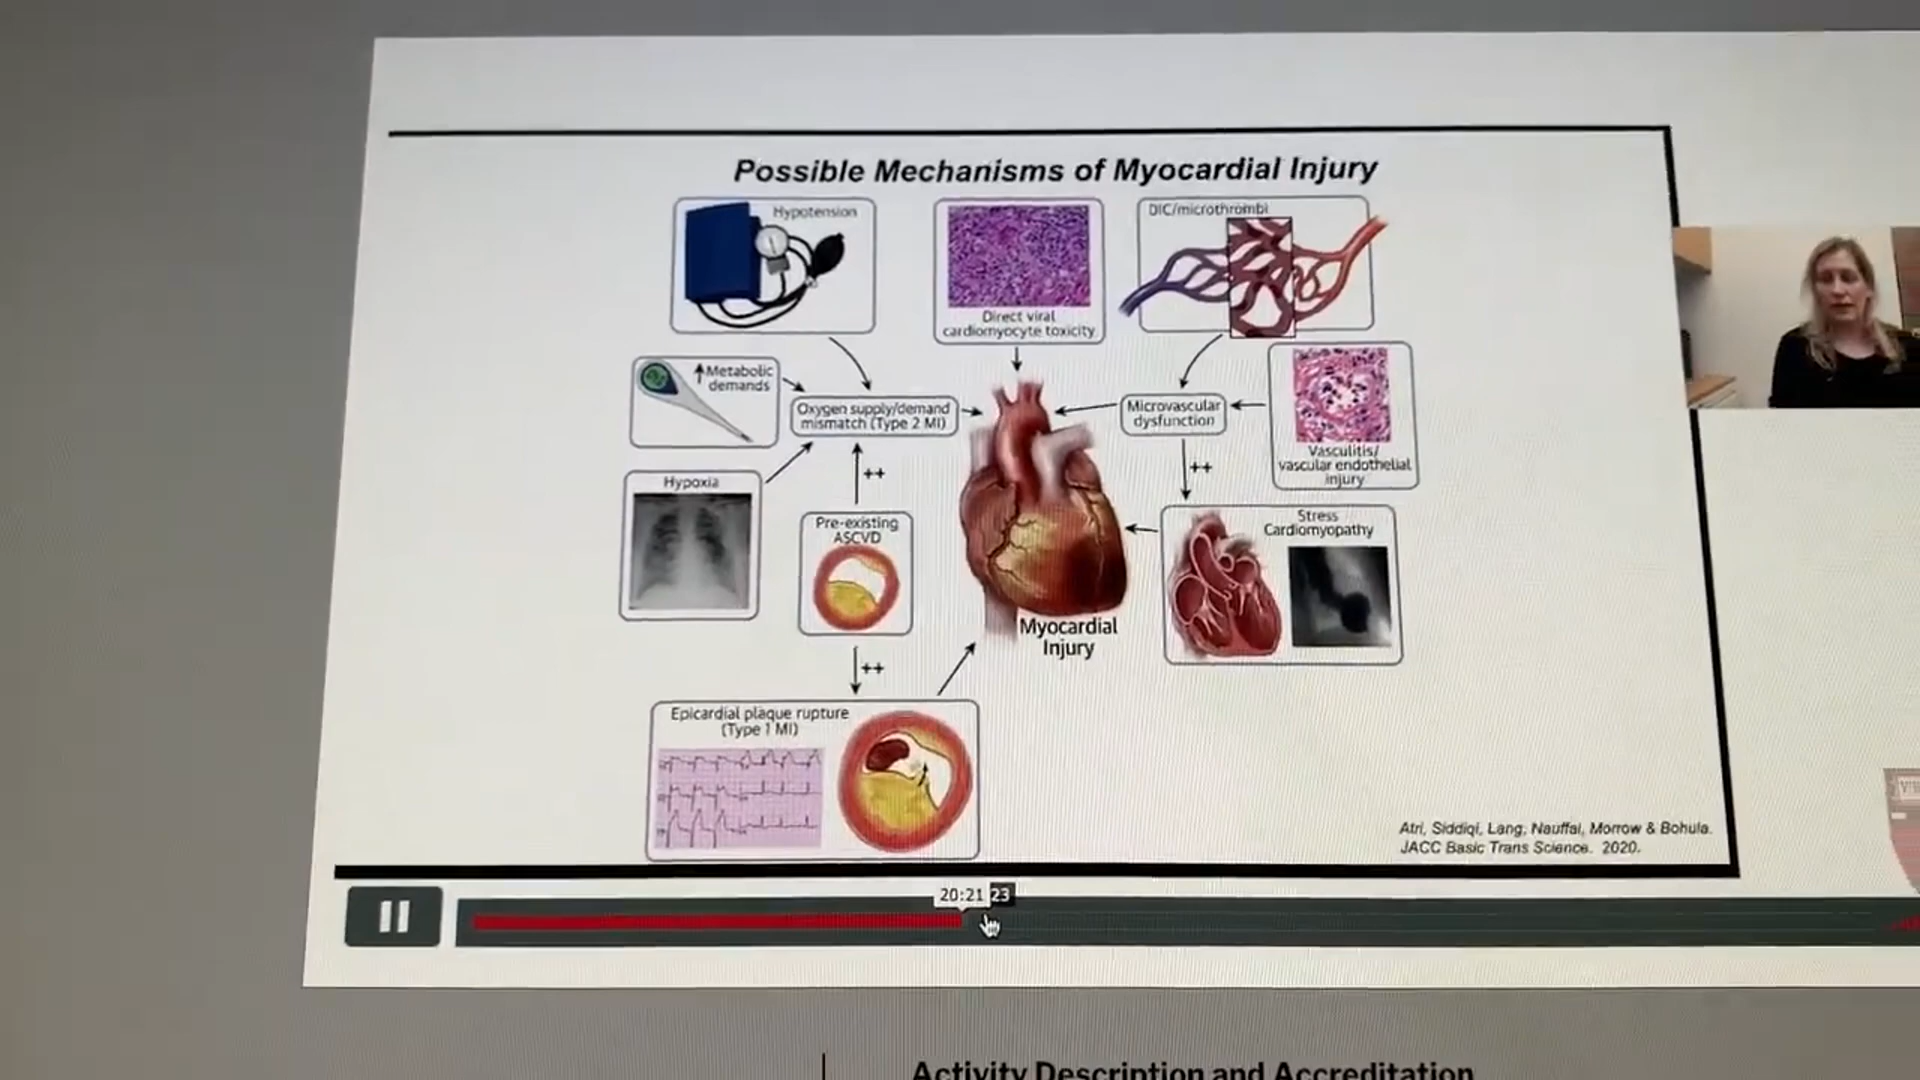 Possible Mechanisms of Myocardial Injury
Hypotension
Direct viral
cardiomyocyte toxicity
DIC/microthrombi
↑Metabolic
demands
Oxygen supply/demand
mismatch (Type 2 MI)
Microvascular
dysfunction
Vasculitis/
vascular endothelial
injury
++
++
Hypoxia
Pre-existing
ASCVD
Stress
Cardiomyopathy
Myocardial
Injury
++
Epicardial plaque rupture
(Type 1 MI)
Atri, Siddiqi, Lang, Nauffal, Morrow & Bohula.
JACC Basic Trans Science. 2020.
20:21 23
Activity Description and Accreditation